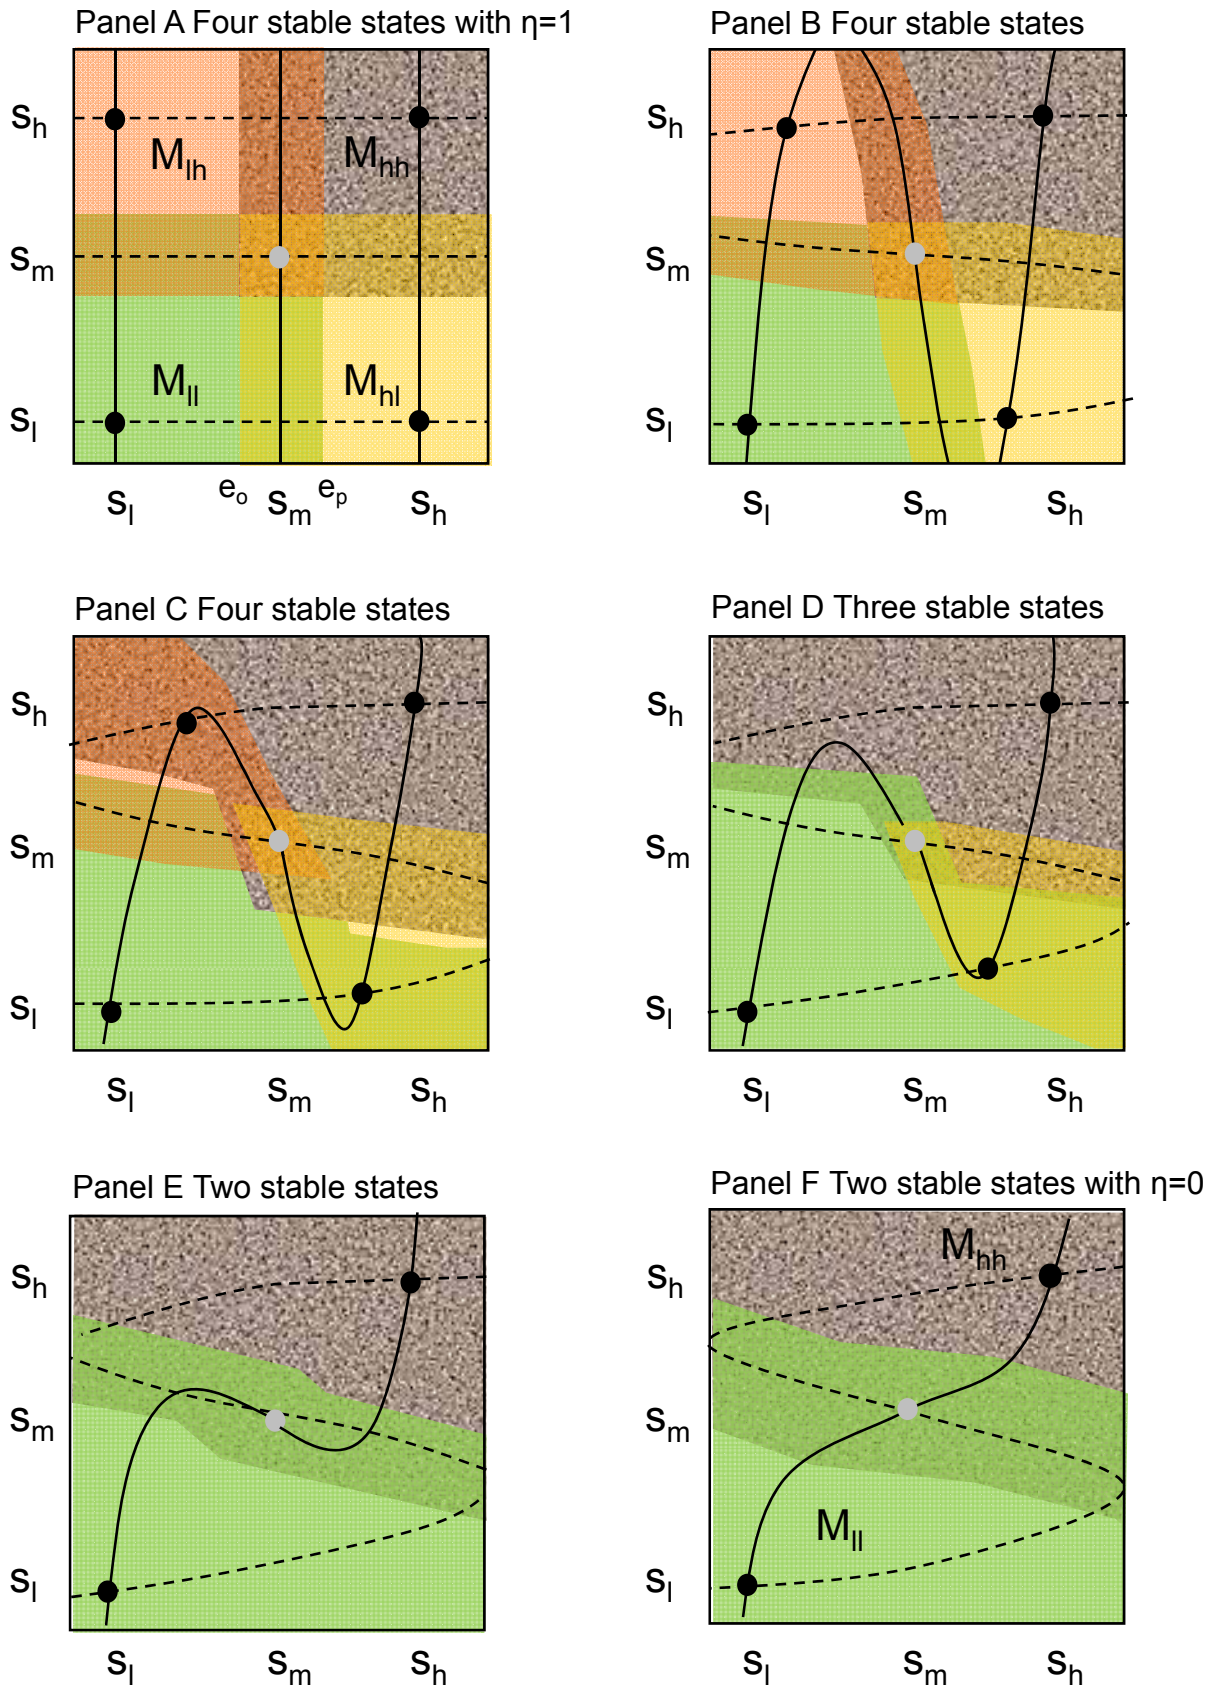 Panel A Four stable states with η=1
Panel B Four stable states
s_h
M_lh
M_hh
s_m
M_ll
M_hl
s_l
s_l
e_o
s_m
e_p
s_h
s_h
s_m
s_l
s_l
s_m
s_h
Panel C Four stable states
Panel D Three stable states
s_h
s_m
s_l
s_l
s_m
s_h
s_h
s_m
s_l
s_l
s_m
s_h
Panel E Two stable states
Panel F Two stable states with η=0
s_h
s_m
s_l
s_l
s_m
s_h
M_hh
s_h
s_m
M_ll
s_l
s_l
s_m
s_h